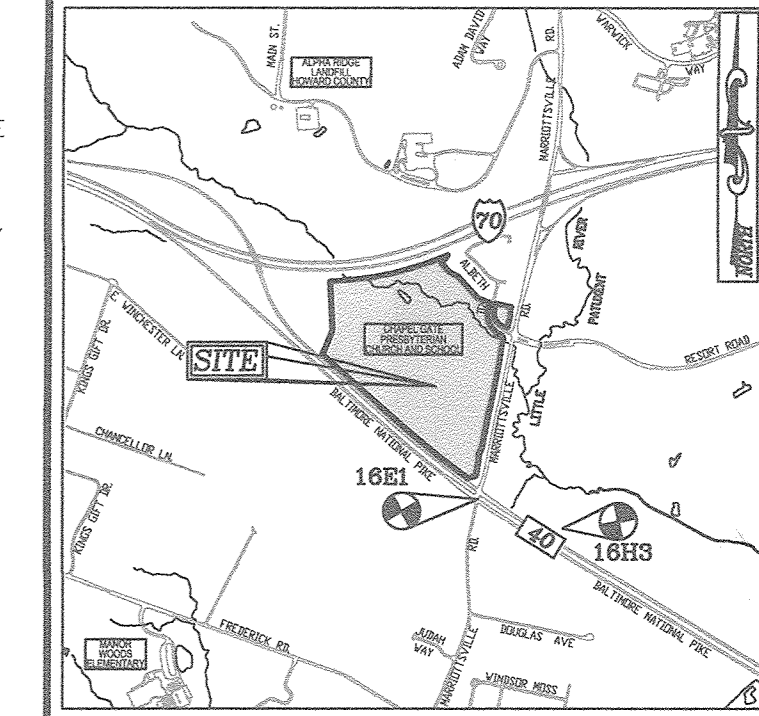 MAIN ST.
ALPHA RIDGE
LANDFILL
HOWARD COUNTY
ADAM DAVID
WAY
RD.
WARWICK
WAY
MARRIOTTSVILLE
NORTH
70
ALBETH
RD.
RIVER
PATUXENT
LITTLE
E. WINCHESTER LN.
KINGS GIFT DR.
CHAPEL GATE
PRESBYTERIAN
CHURCH AND SCHOOL
SITE
RESORT ROAD
MARRIOTTSVILLE
BALTIMORE NATIONAL PIKE
CHANCELLOR LN.
KINGS GIFT DR.
16E1
40
16H3
RD.
BALTIMORE NATIONAL PIKE
FREDERICK RD.
MANOR
WOODS
ELEMENTARY
JUDAH
WAY
DOUGLAS AVE
MARRIOTTSVILLE
WINDSOR MOSS